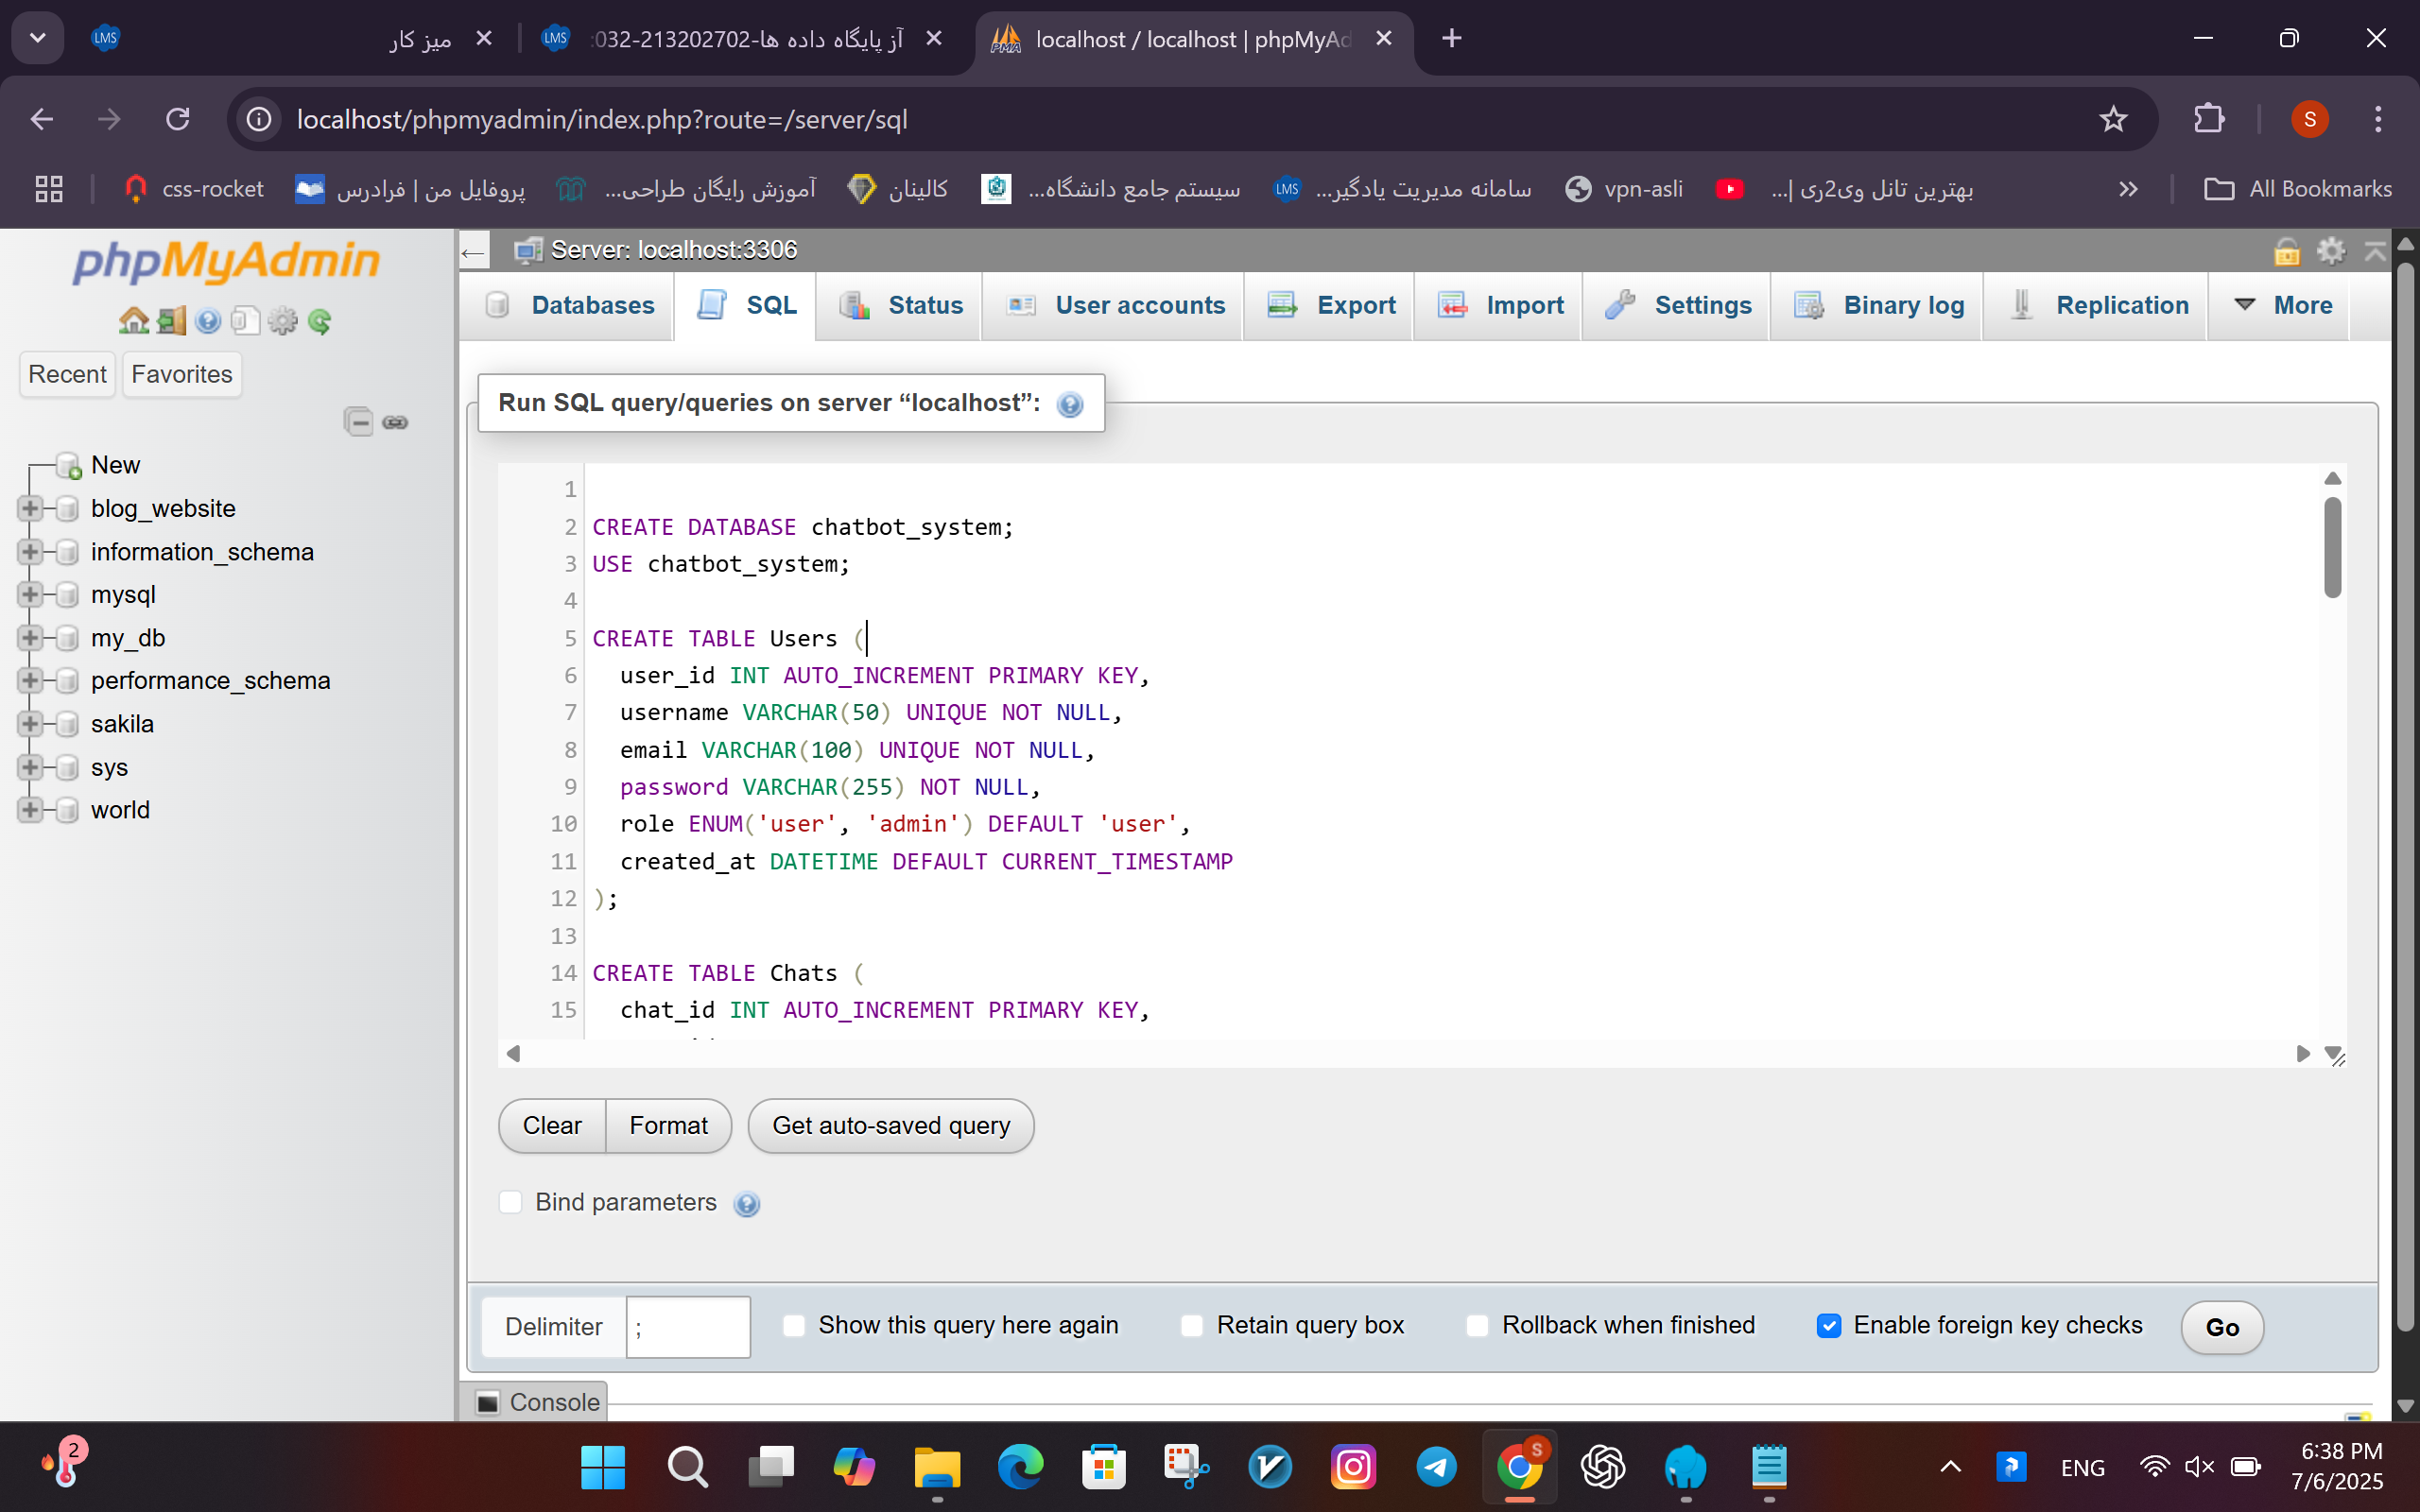 LMS
میز کار
LMS
آز پایگاه داده ها-213202702-032:
localhost / localhost | phpMyAd
localhost/phpmyadmin/index.php?route=/server/sql
S
css-rocket
پروفایل من | فرادرس
آموزش رایگان طراحی...
کالینان
سیستم جامع دانشگاه...
LMS
سامانه مدیریت یادگیر...
vpn-asli
بهترین تانل وی2ری |...
All Bookmarks
phpMyAdmin
Recent
Favorites
New
blog_website
information_schema
mysql
my_db
performance_schema
sakila
sys
world
Server: localhost:3306
Databases
SQL
Status
User accounts
Export
Import
Settings
Binary log
Replication
More
Run SQL query/queries on server “localhost”:
1
2 CREATE DATABASE chatbot_system;
3 USE chatbot_system;
4
5 CREATE TABLE Users (
6 user_id INT AUTO_INCREMENT PRIMARY KEY,
7 username VARCHAR(50) UNIQUE NOT NULL,
8 email VARCHAR(100) UNIQUE NOT NULL,
9 password VARCHAR(255) NOT NULL,
10 role ENUM('user', 'admin') DEFAULT 'user',
11 created_at DATETIME DEFAULT CURRENT_TIMESTAMP
12 );
13
14 CREATE TABLE Chats (
15 chat_id INT AUTO_INCREMENT PRIMARY KEY,
Clear
Format
Get auto-saved query
Bind parameters
Delimiter
;
Show this query here again
Retain query box
Rollback when finished
Enable foreign key checks
Go
Console
2
S
ENG
6:38 PM
7/6/2025